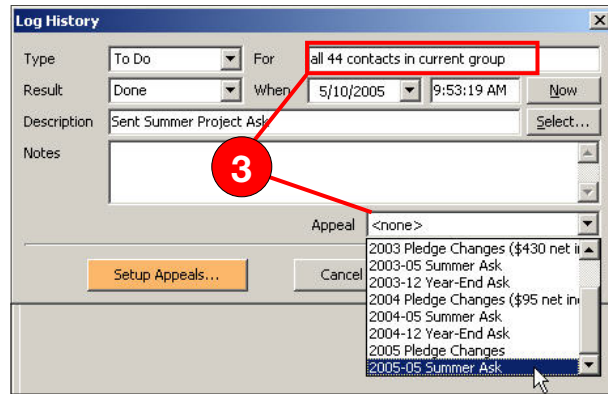 Log History
Type To Do For all 44 contacts in current group
Result Done When 5/10/2005 9:53:19 AM Now
Description Sent Summer Project Ask Select...
Notes
3
Appeal <none>
2003 Pledge Changes ($430 net
2003-05 Summer Ask
Setup Appeals... Cancel 2003-12 Year-End Ask
2004 Pledge Changes ($95 net
2004-05 Summer Ask
2004-12 Year-End Ask
2005 Pledge Changes
2005-05 Summer Ask